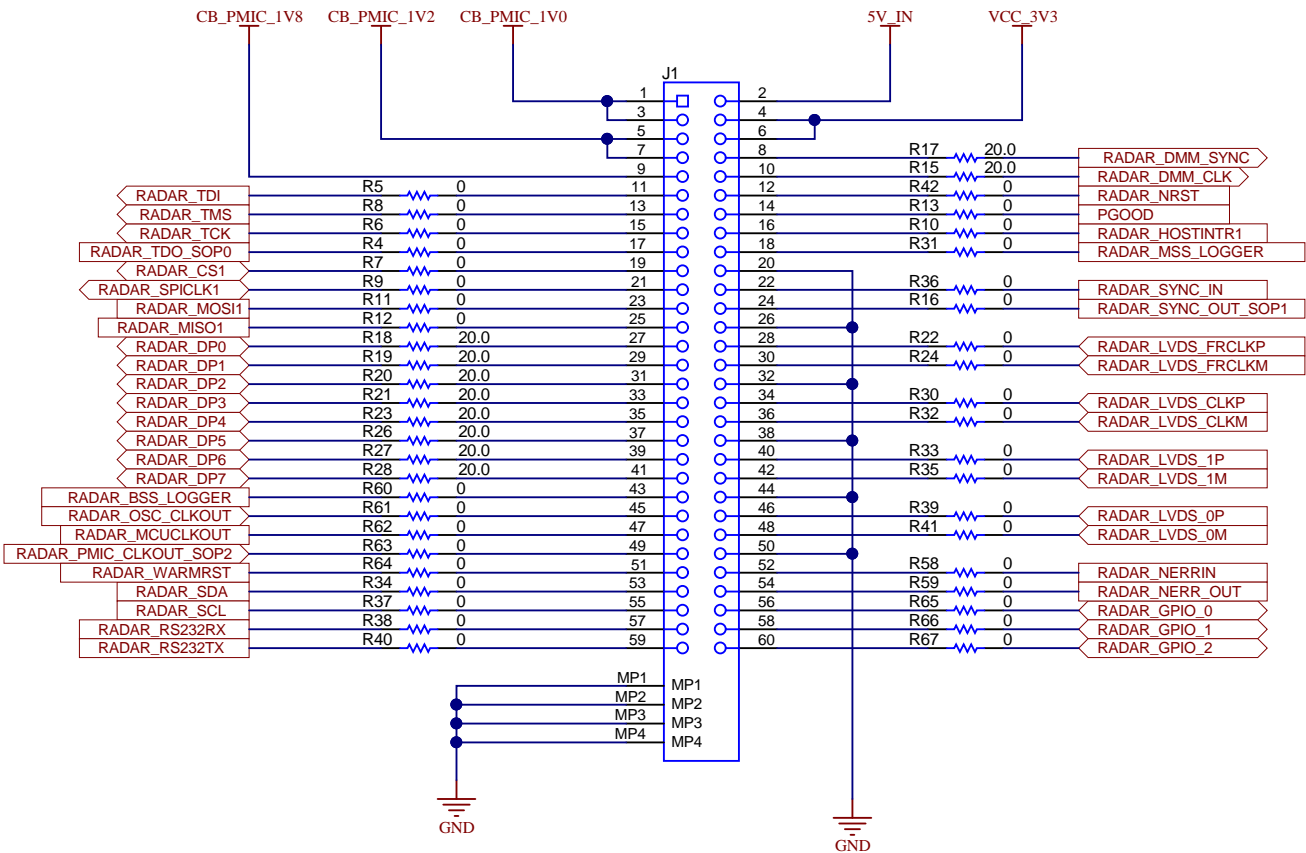 CB_PMIC_1V8 CB_PMIC_1V2 CB_PMIC_1V0 5V_IN VCC_3V3
J1
1 2
3 4
5 6
7 8 R17 20.0 RADAR_DMM_SYNC
9 10 R15 20.0 RADAR_DMM_CLK
RADAR_TDI R5 0 11 12 R42 0 RADAR_NRST
RADAR_TMS R8 0 13 14 R13 0 PGOOD
RADAR_TCK R6 0 15 16 R10 0 RADAR_HOSTINTR1
RADAR_TDO_SOP0 R4 0 17 18 R31 0 RADAR_MSS_LOGGER
RADAR_CS1 R7 0 19 20
RADAR_SPICLK1 R9 0 21 22 R36 0 RADAR_SYNC_IN
RADAR_MOSI1 R11 0 23 24 R16 0 RADAR_SYNC_OUT_SOP1
RADAR_MISO1 R12 0 25 26
RADAR_DP0 R18 20.0 27 28 R22 0 RADAR_LVDS_FRCLKP
RADAR_DP1 R19 20.0 29 30 R24 0 RADAR_LVDS_FRCLKM
RADAR_DP2 R20 20.0 31 32
RADAR_DP3 R21 20.0 33 34 R30 0 RADAR_LVDS_CLKP
RADAR_DP4 R23 20.0 35 36 R32 0 RADAR_LVDS_CLKM
RADAR_DP5 R26 20.0 37 38
RADAR_DP6 R27 20.0 39 40 R33 0 RADAR_LVDS_1P
RADAR_DP7 R28 20.0 41 42 R35 0 RADAR_LVDS_1M
RADAR_BSS_LOGGER R60 0 43 44
RADAR_OSC_CLKOUT R61 0 45 46 R39 0 RADAR_LVDS_0P
RADAR_MCUCLKOUT R62 0 47 48 R41 0 RADAR_LVDS_0M
RADAR_PMIC_CLKOUT_SOP2 R63 0 49 50
RADAR_WARMRST R64 0 51 52 R58 0 RADAR_NERRIN
RADAR_SDA R34 0 53 54 R59 0 RADAR_NERR_OUT
RADAR_SCL R37 0 55 56 R65 0 RADAR_GPIO_0
RADAR_RS232RX R38 0 57 58 R66 0 RADAR_GPIO_1
RADAR_RS232TX R40 0 59 60 R67 0 RADAR_GPIO_2
MP1 MP1
MP2 MP2
MP3 MP3
MP4 MP4
GND
GND